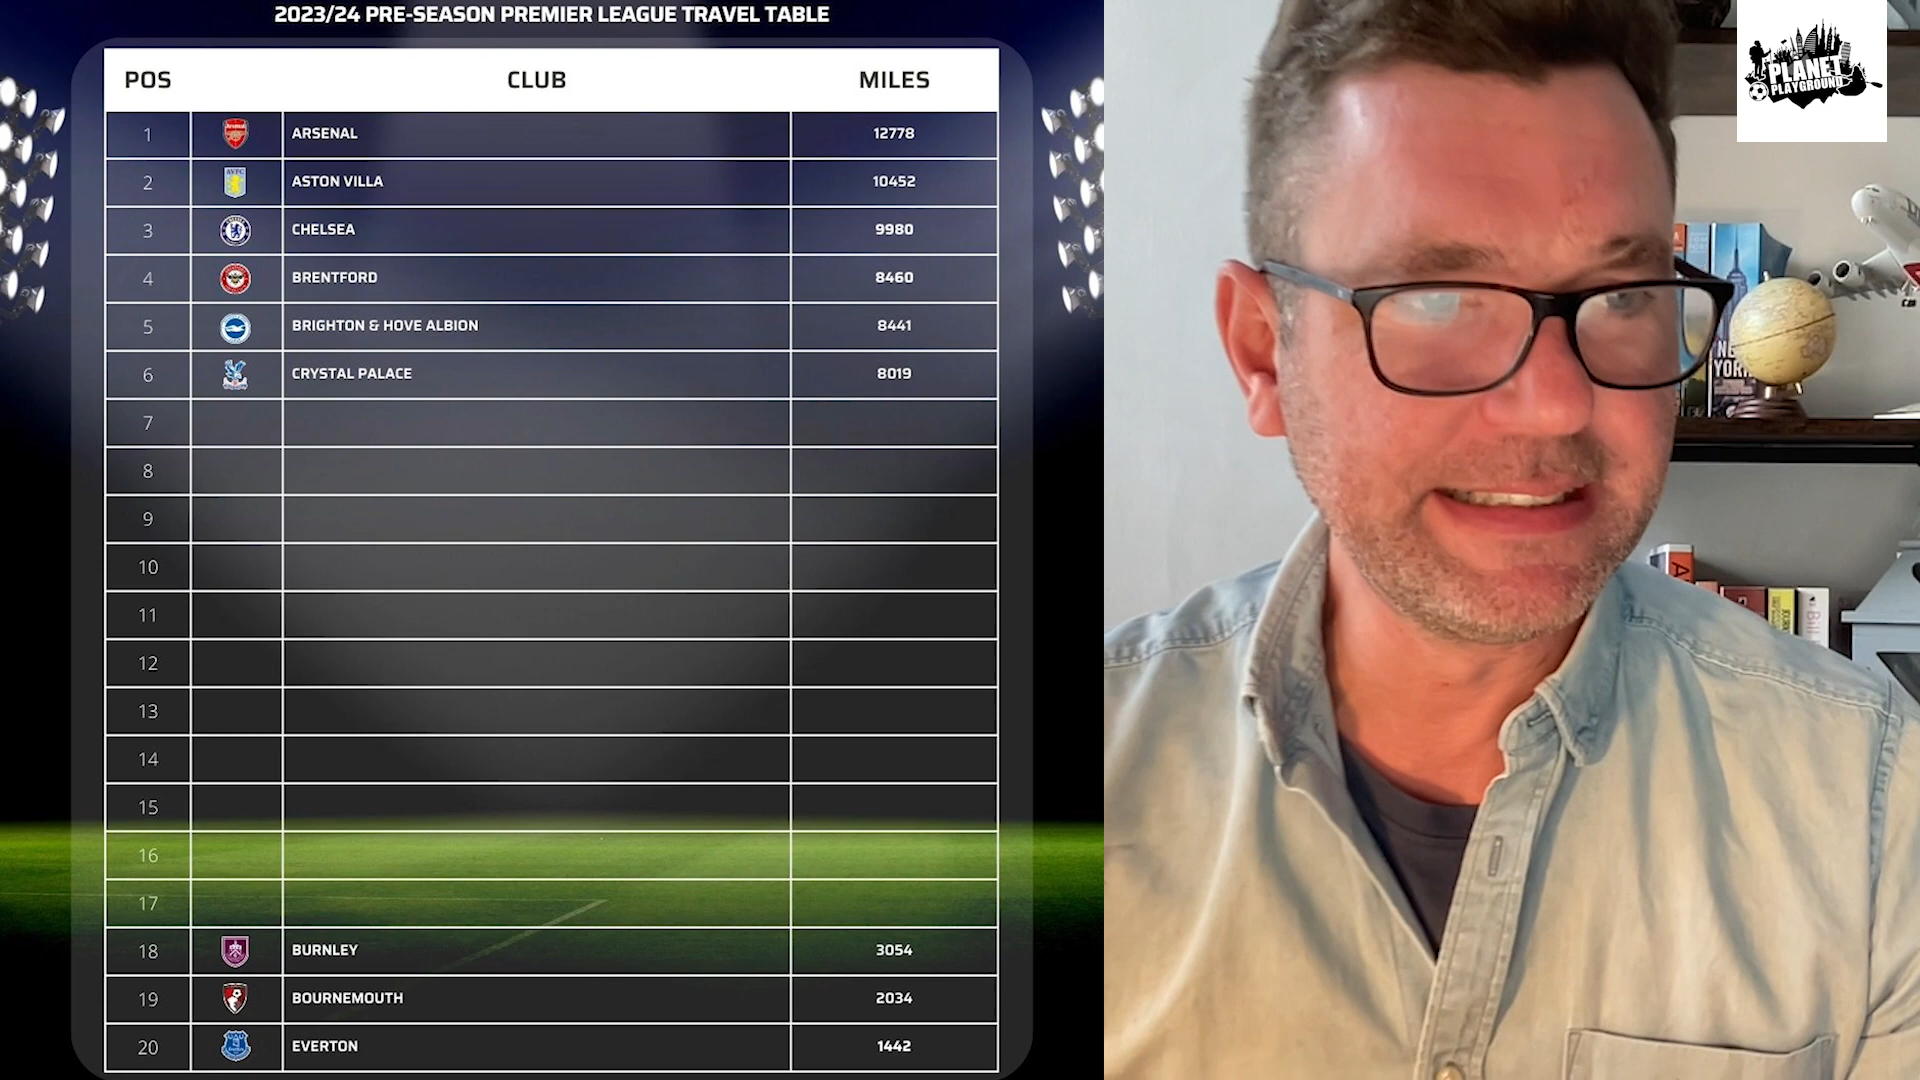 2023/24 PRE-SEASON PREMIER LEAGUE TRAVEL TABLE
POS CLUB MILES
1 ARSENAL 12778
2 ASTON VILLA 10452
3 CHELSEA 9980
4 BRENTFORD 8460
5 BRIGHTON & HOVE ALBION 8441
6 CRYSTAL PALACE 8019
7
8
9
10
11
12
13
14
15
16
17
18 BURNLEY 3054
19 BOURNEMOUTH 2034
20 EVERTON 1442
PLANET
PLAYGROUND
NEW
YORK